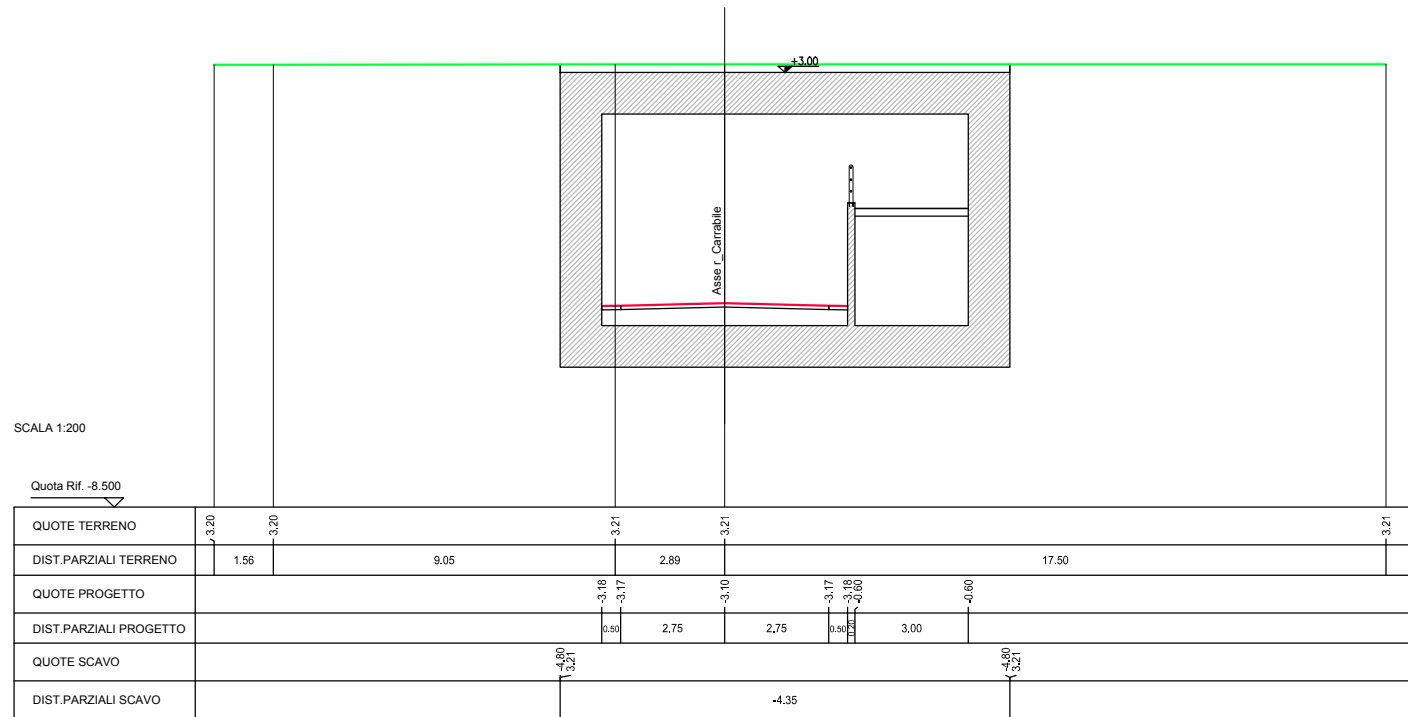 +3.00
Asse r_Carrabile
SCALA 1:200
Quota Rif. -8.500
QUOTE TERRENO 3.20 3.20 3.21 3.21 3.21
DIST.PARZIALI TERRENO 1.56 9.05 2.89 17.50
QUOTE PROGETTO -3.18 -3.17 -3.10 -3.17 -3.18 -0.60 -0.60
DIST.PARZIALI PROGETTO 0.50 2.75 2.75 0.50 0.20 3.00
QUOTE SCAVO -4.80 3.21 -4.80 3.21
DIST.PARZIALI SCAVO -4.35